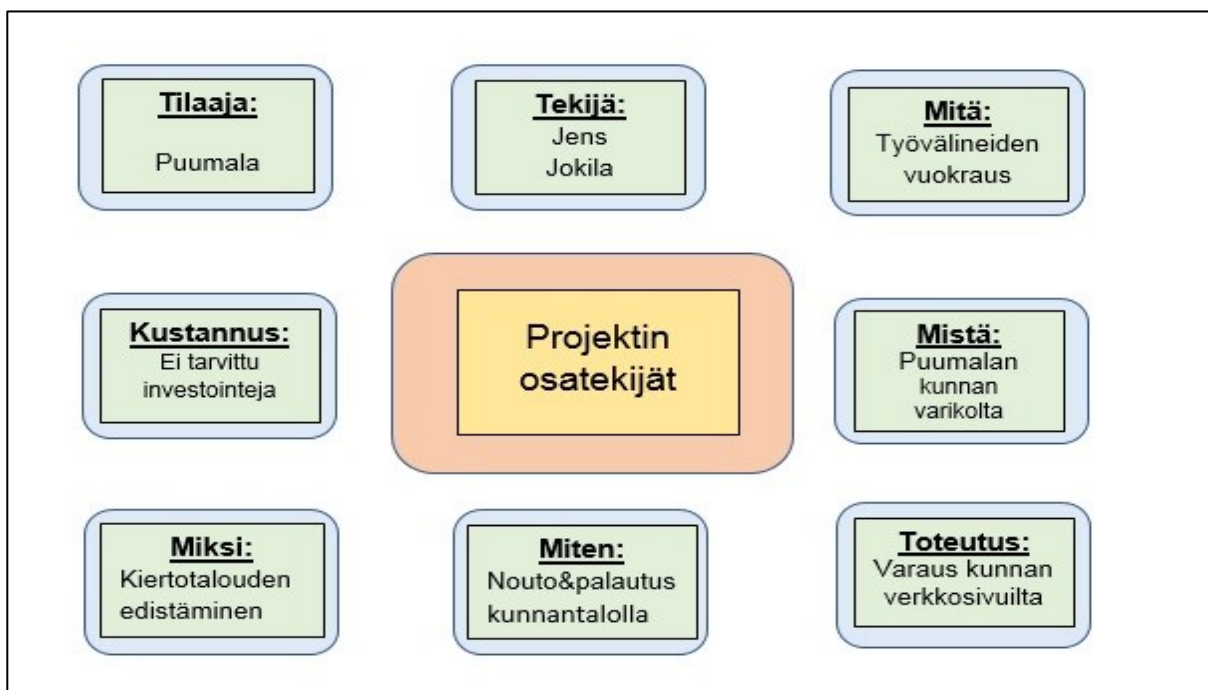 Tilaaja:
Puumala
Tekijä:
Jens
Jokila
Mitä:
Työvälineiden
vuokraus
Kustannus:
Ei tarvittu
investointeja
Projektin
osatekijät
Mistä:
Puumalan
kunnan
varikolta
Miksi:
Kiertotalouden
edistäminen
Miten:
Nouto&palautus
kunnantalolla
Toteutus:
Varaus kunnan
verkkosivuilta